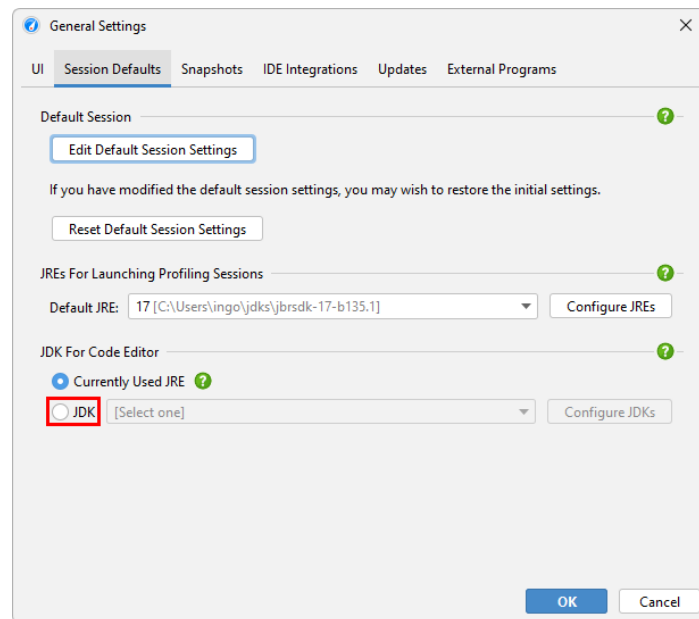 General Settings
UI Session Defaults Snapshots IDE Integrations Updates External Programs
Default Session
Edit Default Session Settings
If you have modified the default session settings, you may wish to restore the initial settings.
Reset Default Session Settings
JREs For Launching Profiling Sessions
Default JRE: 17 [C:\Users\ingo\jdks\jbrsdk-17-b135.1] Configure JREs
JDK For Code Editor
Currently Used JRE
JDK [Select one] Configure JDKs
OK Cancel